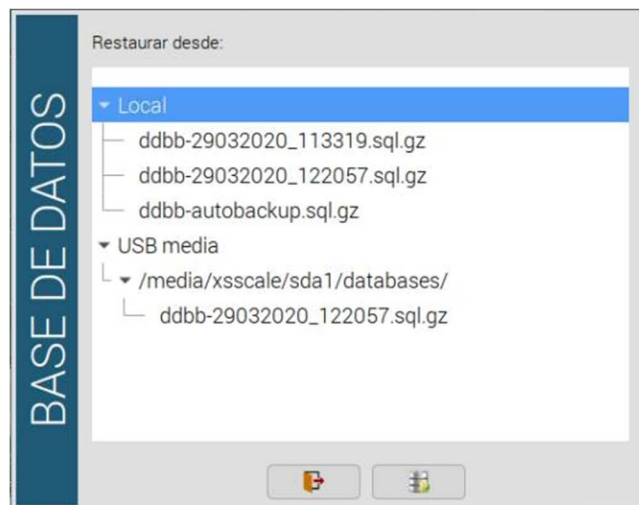 BASE DE DATOS
Restaurar desde:
Local
ddbb-29032020_113319.sql.gz
ddbb-29032020_122057.sql.gz
ddbb-autobackup.sql.gz
USB media
/media/xsscale/sda1/databases/
ddbb-29032020_122057.sql.gz